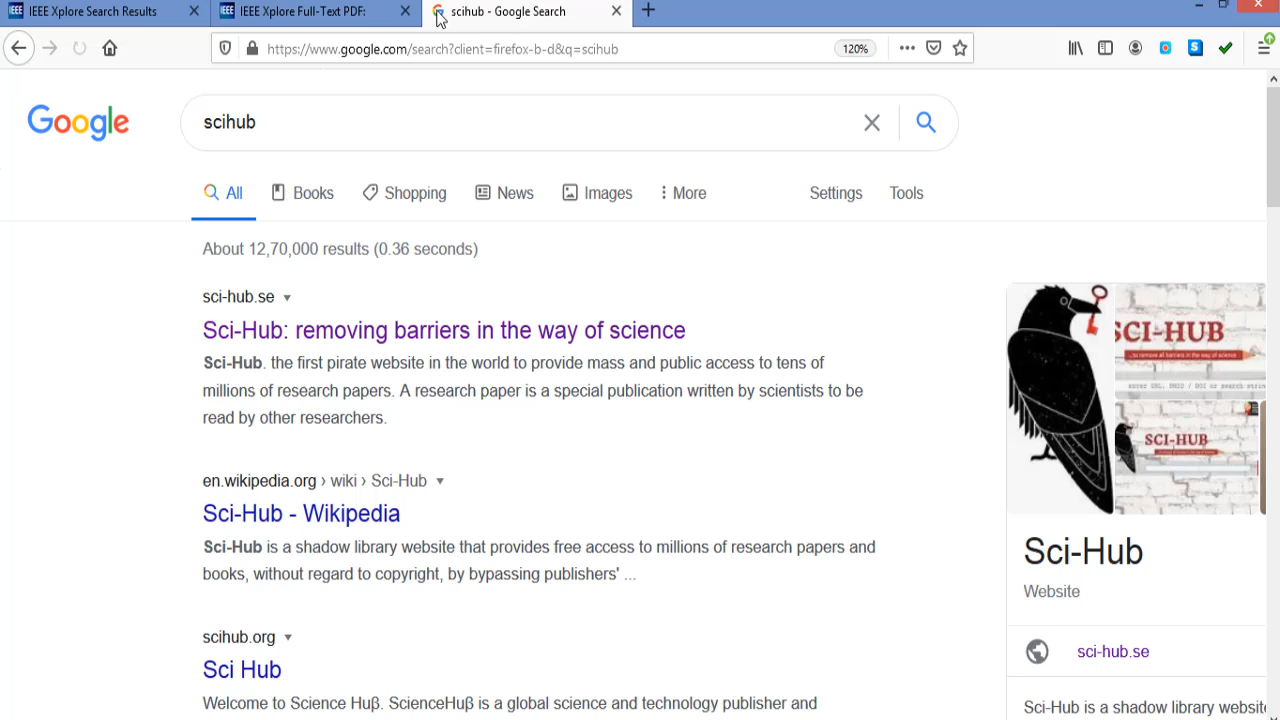 IEEE Xplore Search Results
IEEE Xplore Full-Text PDF:
scihub - Google Search
https://www.google.com/search?client=firefox-b-d&q=scihub
120%
Google
scihub
All
Books
Shopping
News
Images
More
Settings
Tools
About 12,70,000 results (0.36 seconds)
sci-hub.se
Sci-Hub: removing barriers in the way of science
Sci-Hub. the first pirate website in the world to provide mass and public access to tens of
millions of research papers. A research paper is a special publication written by scientists to be
read by other researchers.
en.wikipedia.org › wiki › Sci-Hub
Sci-Hub - Wikipedia
Sci-Hub is a shadow library website that provides free access to millions of research papers and
books, without regard to copyright, by bypassing publishers' ...
scihub.org
Sci Hub
Welcome to Science Huβ. ScienceHuβ is a global science and technology publisher and
SCI-HUB
...to remove all barriers in the way of science
SCI-HUB
Sci-Hub
Website
sci-hub.se
Sci-Hub is a shadow library website